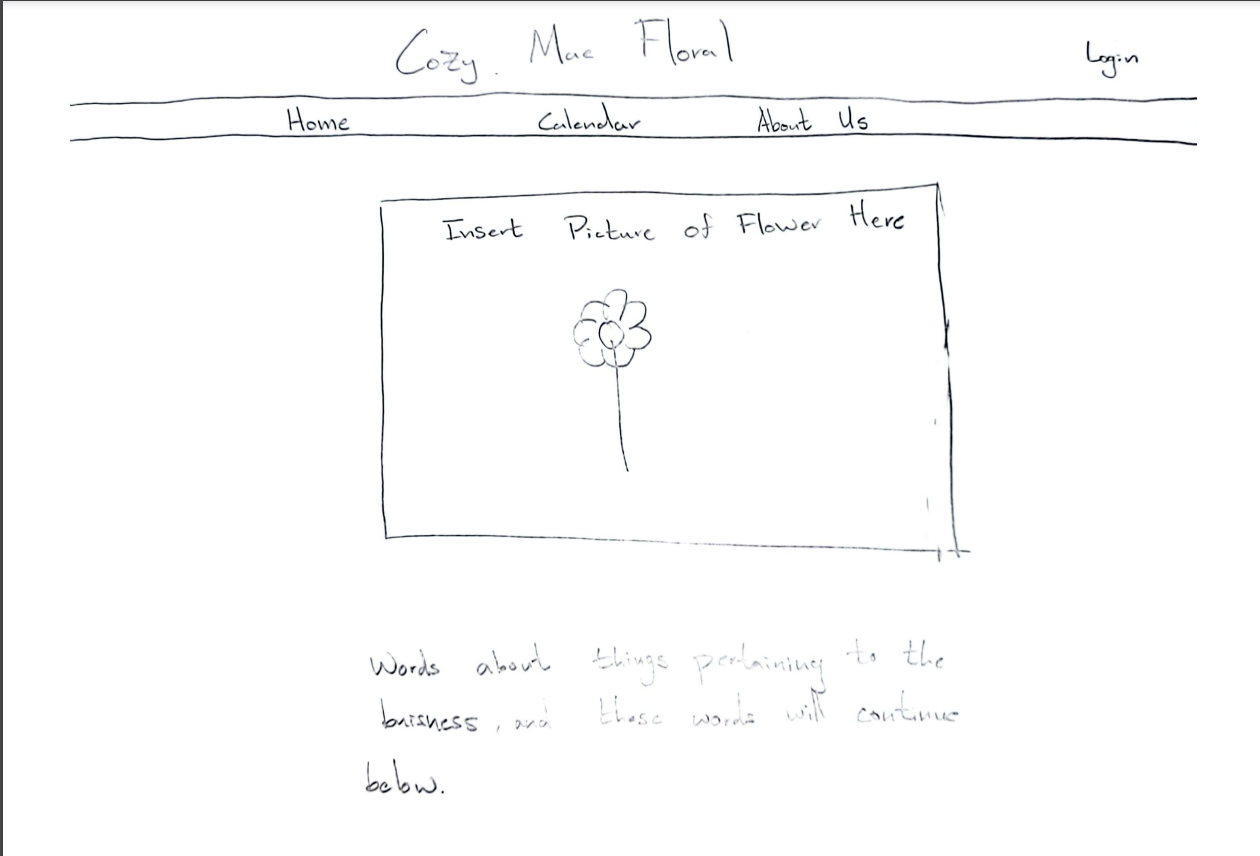 Cozy Mae Floral
Login
Home Calendar About Us
Insert Picture of Flower Here
Words about things pertaining to the
buisness, and these words will continue
below.